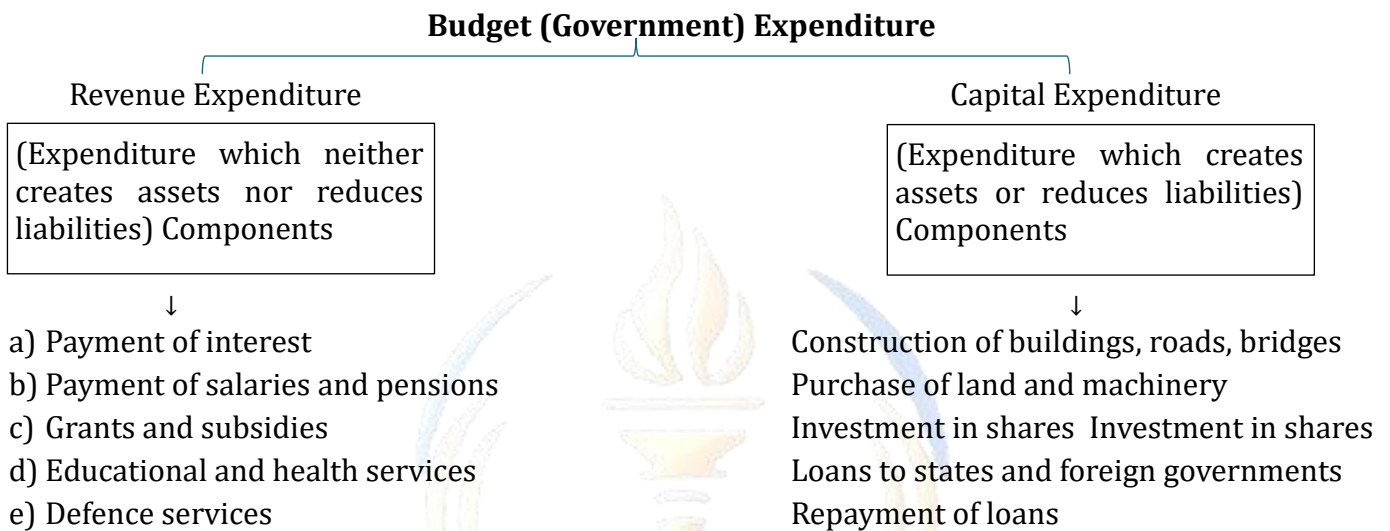 Budget (Government) Expenditure
Revenue Expenditure
(Expenditure which neither
creates assets nor reduces
liabilities) Components
↓
a) Payment of interest
b) Payment of salaries and pensions
c) Grants and subsidies
d) Educational and health services
e) Defence services
Capital Expenditure
(Expenditure which creates
assets or reduces liabilities)
Components
↓
Construction of buildings, roads, bridges
Purchase of land and machinery
Investment in shares Investment in shares
Loans to states and foreign governments
Repayment of loans